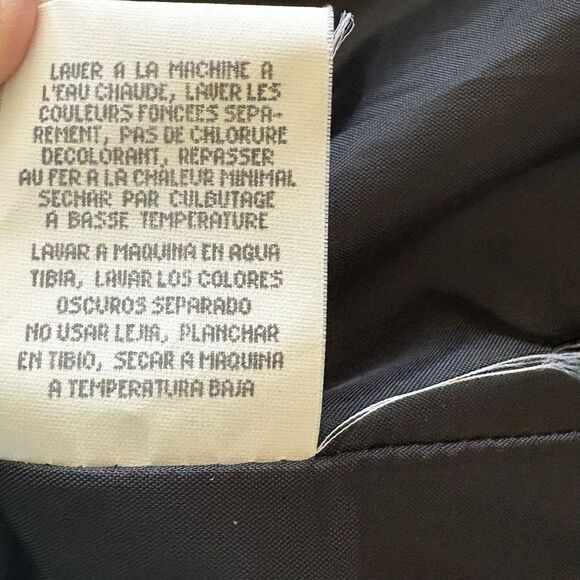 LAVER A LA MACHINE A
L'EAU CHAUDE, LAVER LES
COULEURS FONCEES SEPA-
REMENT, PAS DE CHLORURE
DECOLORANT, REPASSER
AU FER A LA CHALEUR MINIMAL
SECHAR PAR CULBUTAGE
A BASSE TEMPERATURE
LAVAR A MAQUINA EN AGUA
TIBIA, LAVAR LOS COLORES
OSCUROS SEPARADO
NO USAR LEJIA, PLANCHAR
EN TIBIO, SECAR A MAQUINA
A TEMPERATURA BAJA